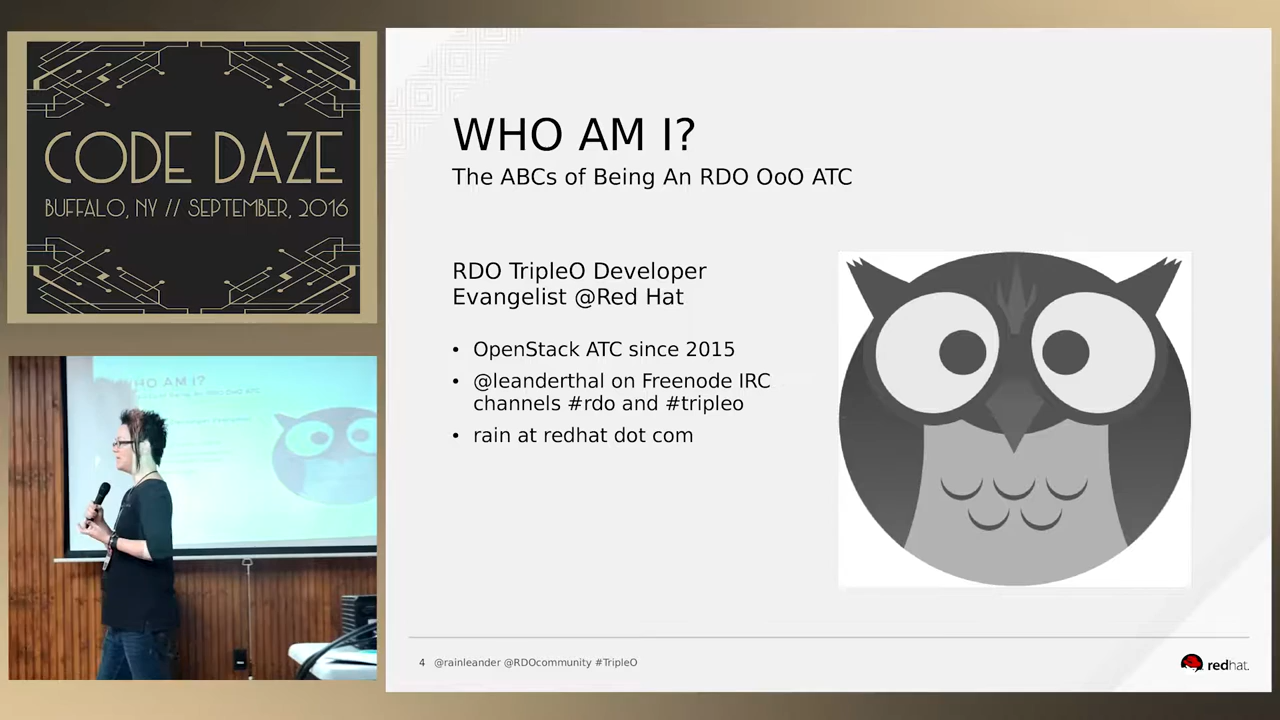 CODE DAZE
BUFFALO, NY // SEPTEMBER, 2016
WHO AM I?
WHO AM I?
The ABCs of Being An RDO OoO ATC
RDO TripleO Developer
Evangelist @Red Hat
• OpenStack ATC since 2015
• @leanderthal on Freenode IRC
channels #rdo and #tripleo
• rain at redhat dot com
4 @rainleander @RDOcommunity #TripleO
redhat.